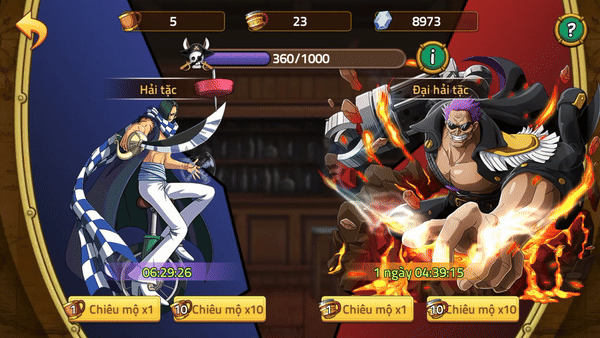 5 23 8973
360/1000
i
?
Hải tặc
Đại hải tặc
06:29:26
1 ngày 04:39:15
1 Chiêu mộ x1
10 Chiêu mộ x10
1 Chiêu mộ x1
10 Chiêu mộ x10